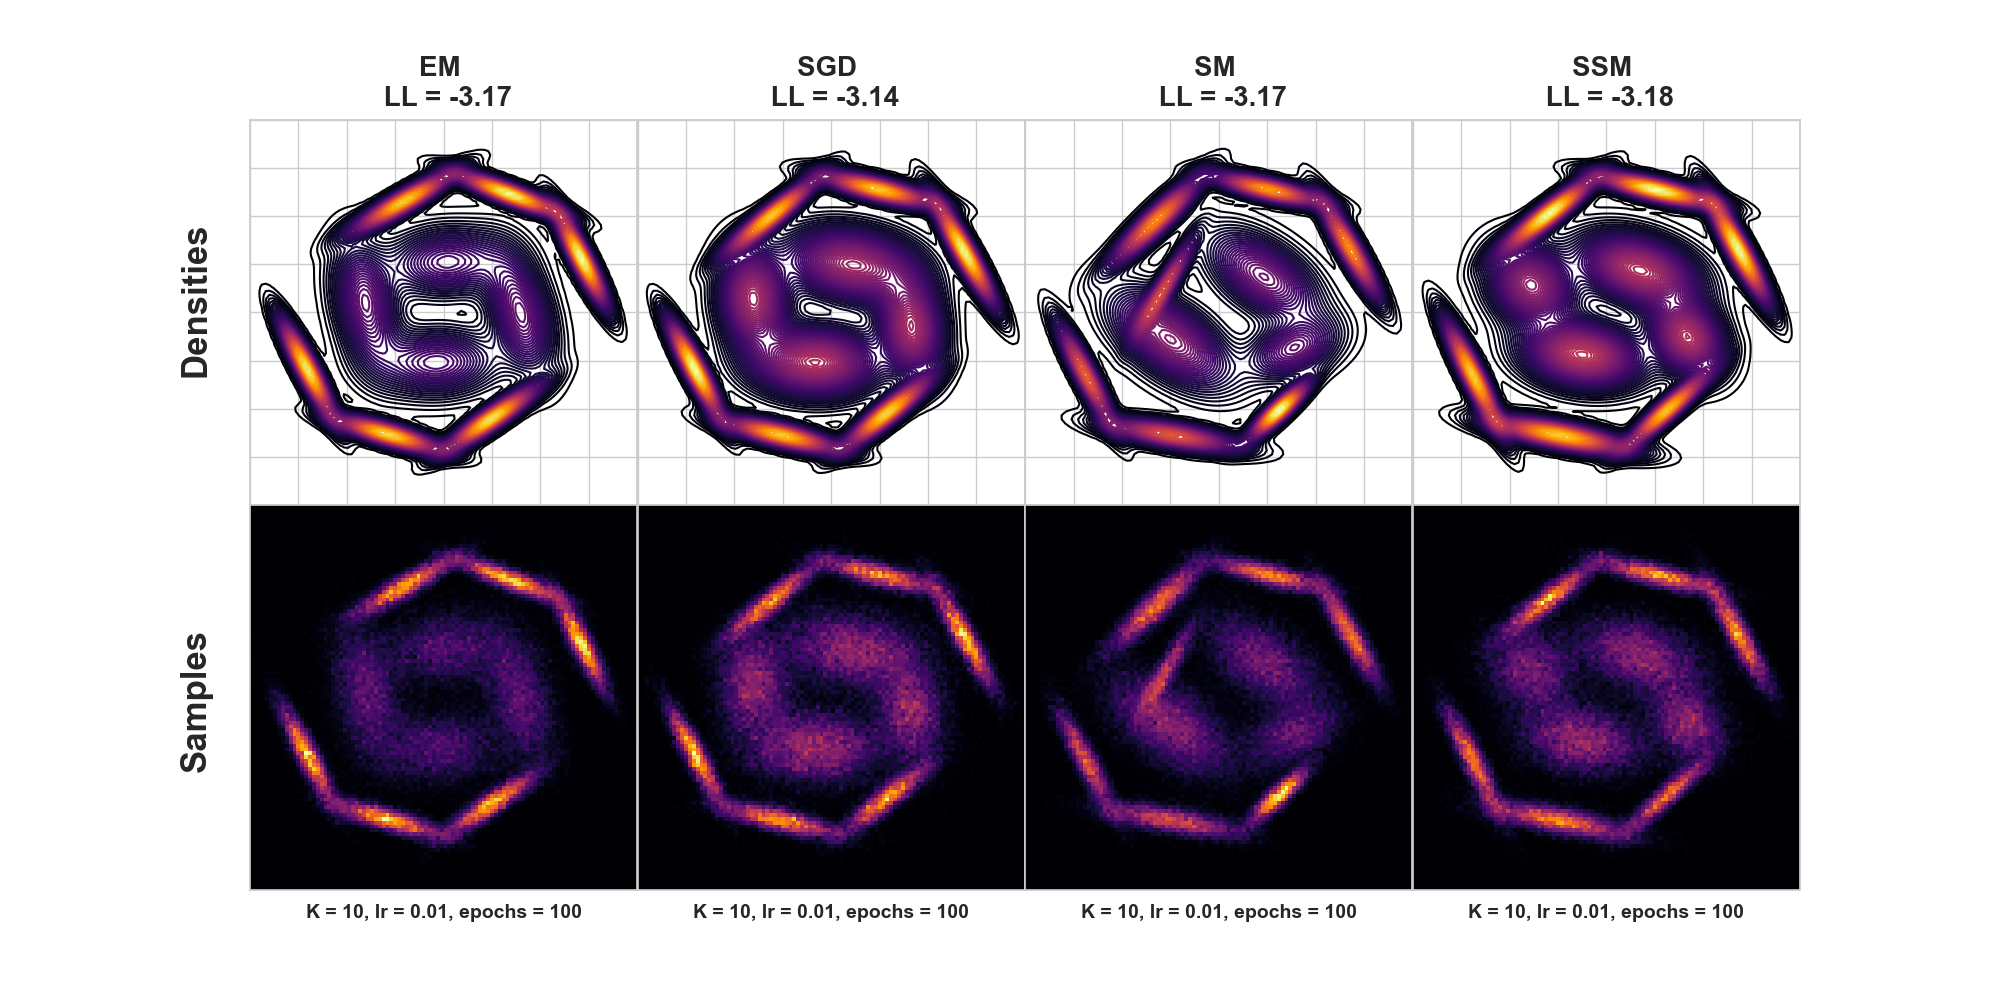 EM
LL = -3.17
SGD
LL = -3.14
SM
LL = -3.17
SSM
LL = -3.18
Densities
Samples
K = 10, lr = 0.01, epochs = 100
K = 10, lr = 0.01, epochs = 100
K = 10, lr = 0.01, epochs = 100
K = 10, lr = 0.01, epochs = 100